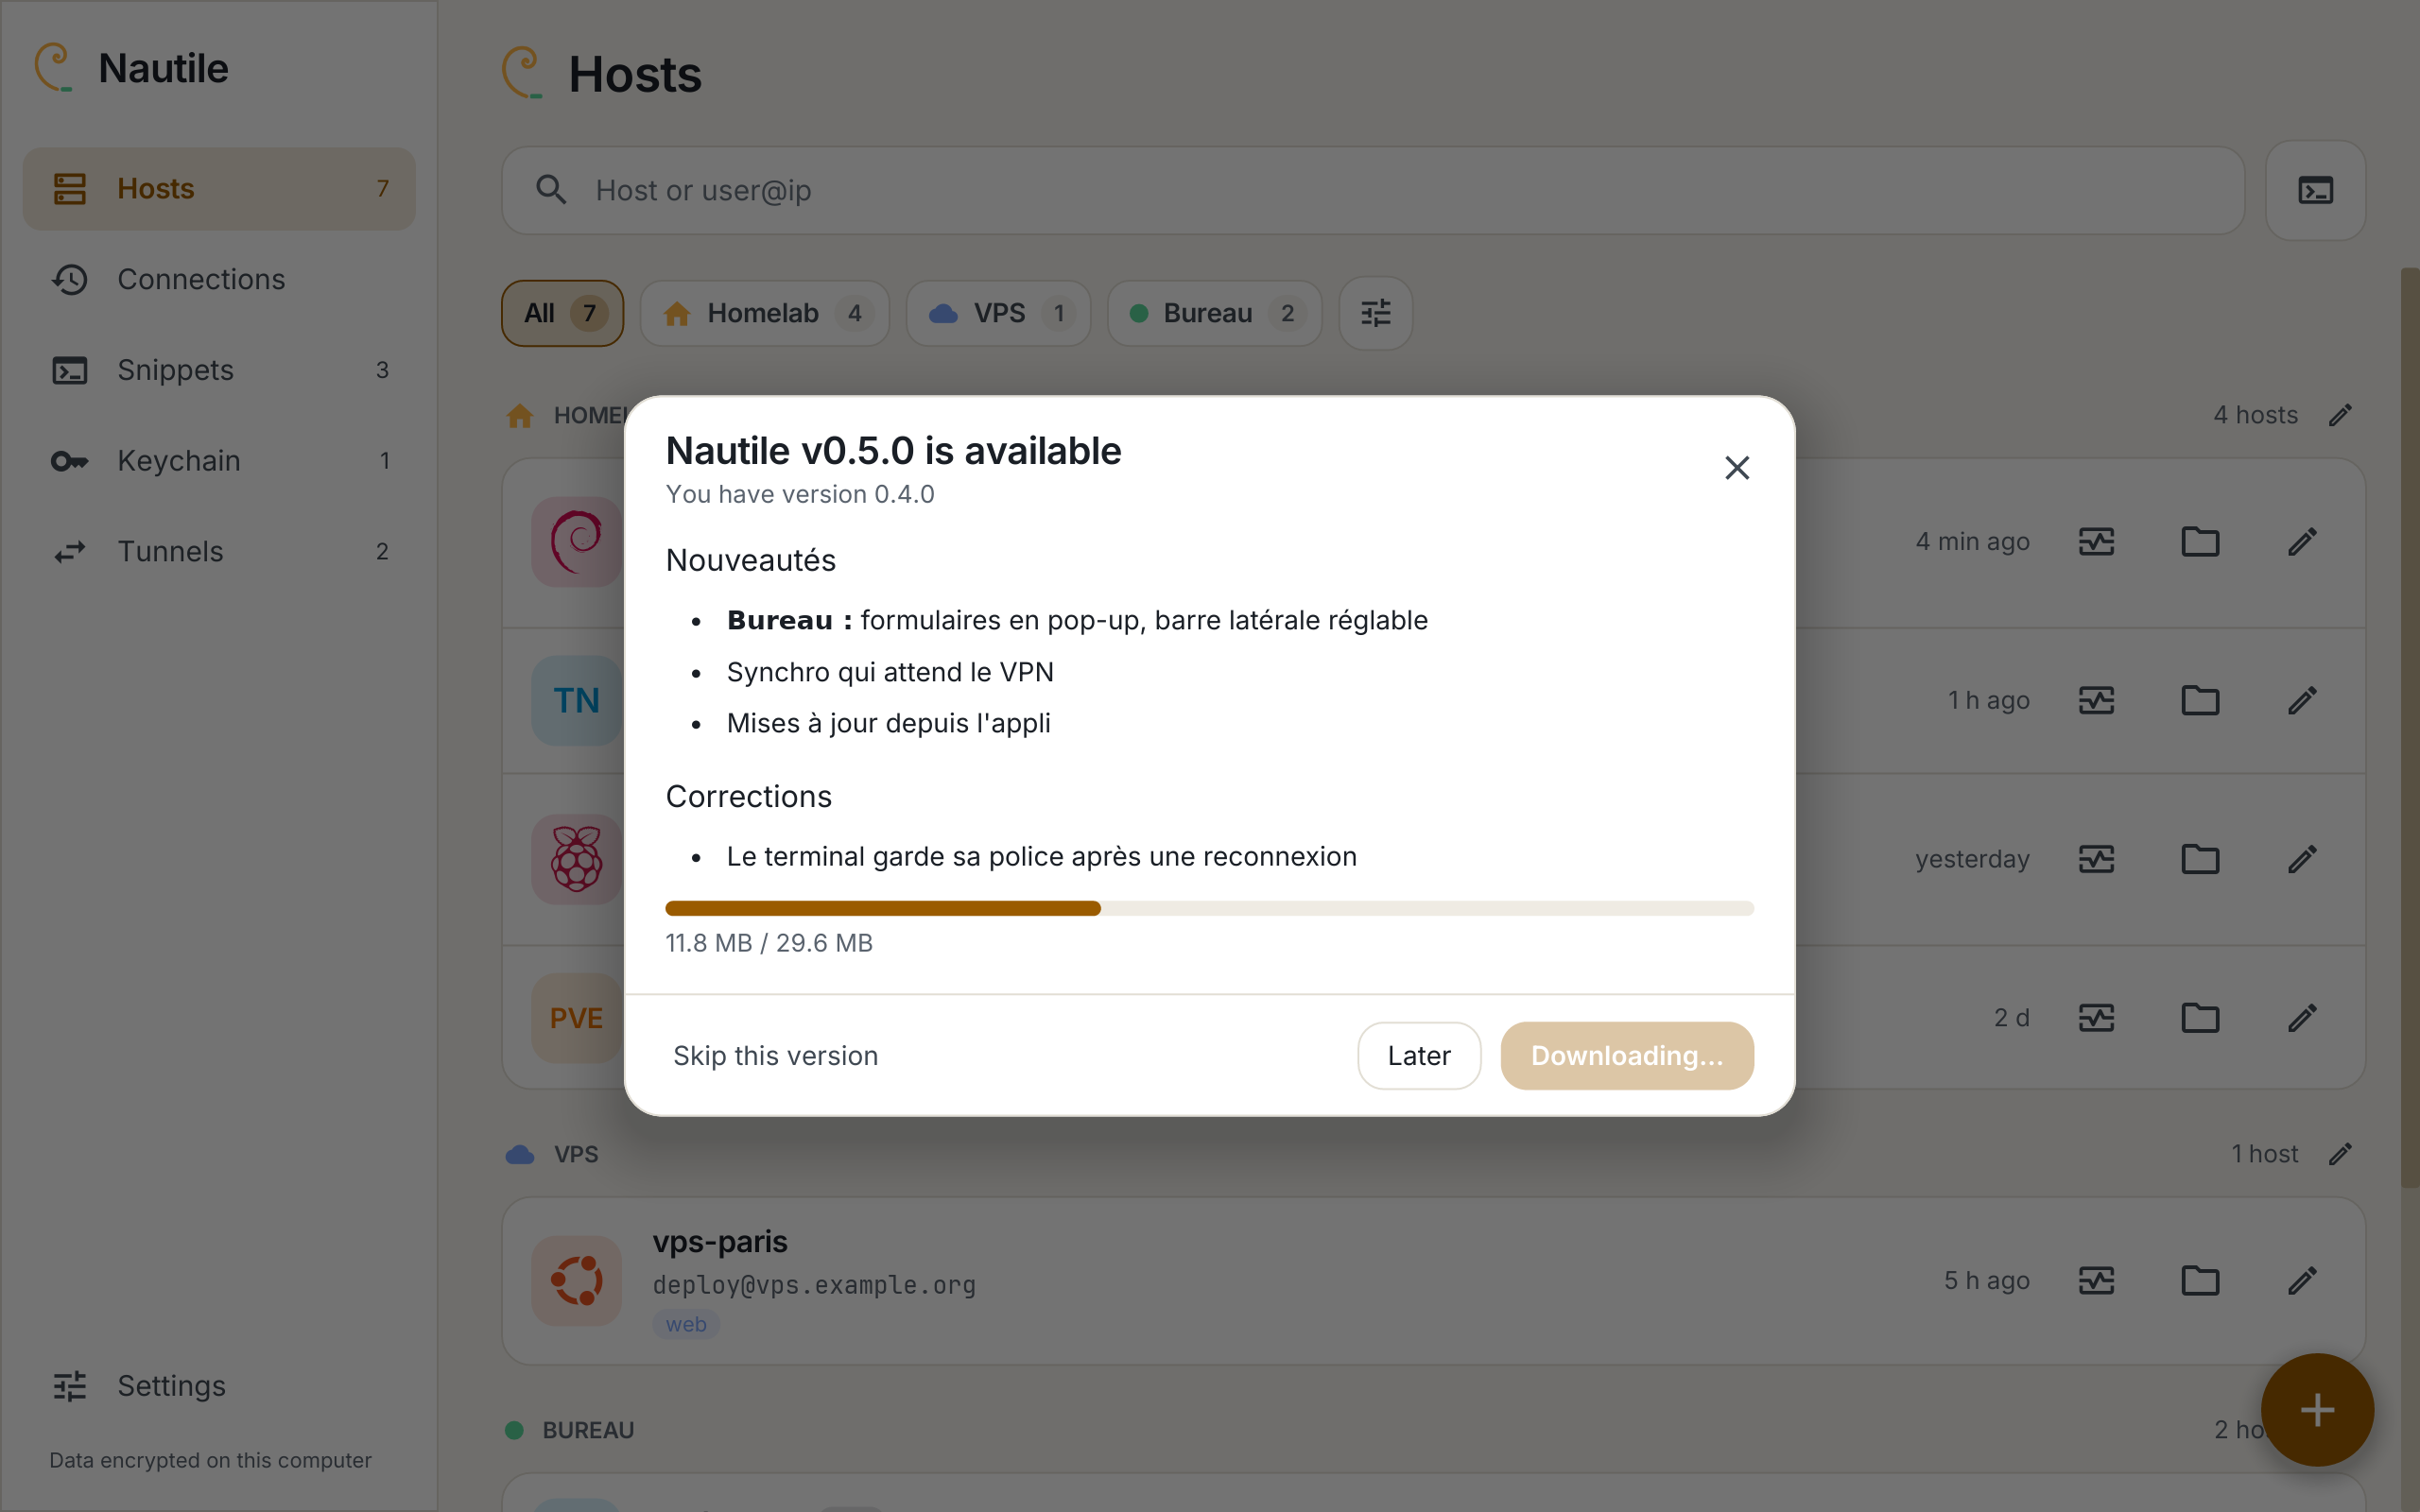 Nautile
Hosts 7
Connections
Snippets 3
Keychain 1
Tunnels 2
Settings
Data encrypted on this computer
Hosts
Host or user@ip
All 7 Homelab 4 VPS 1 Bureau 2
4 hosts
4 min ago
TN 1 h ago
yesterday
PVE 2 d
Nautile v0.5.0 is available
You have version 0.4.0
Nouveautés
• Bureau : formulaires en pop-up, barre latérale réglable
• Synchro qui attend le VPN
• Mises à jour depuis l'appli
Corrections
• Le terminal garde sa police après une reconnexion
11.8 MB / 29.6 MB
Skip this version Later Downloading...
VPS 1 host
vps-paris
deploy@vps.example.org
web
5 h ago
BUREAU 2